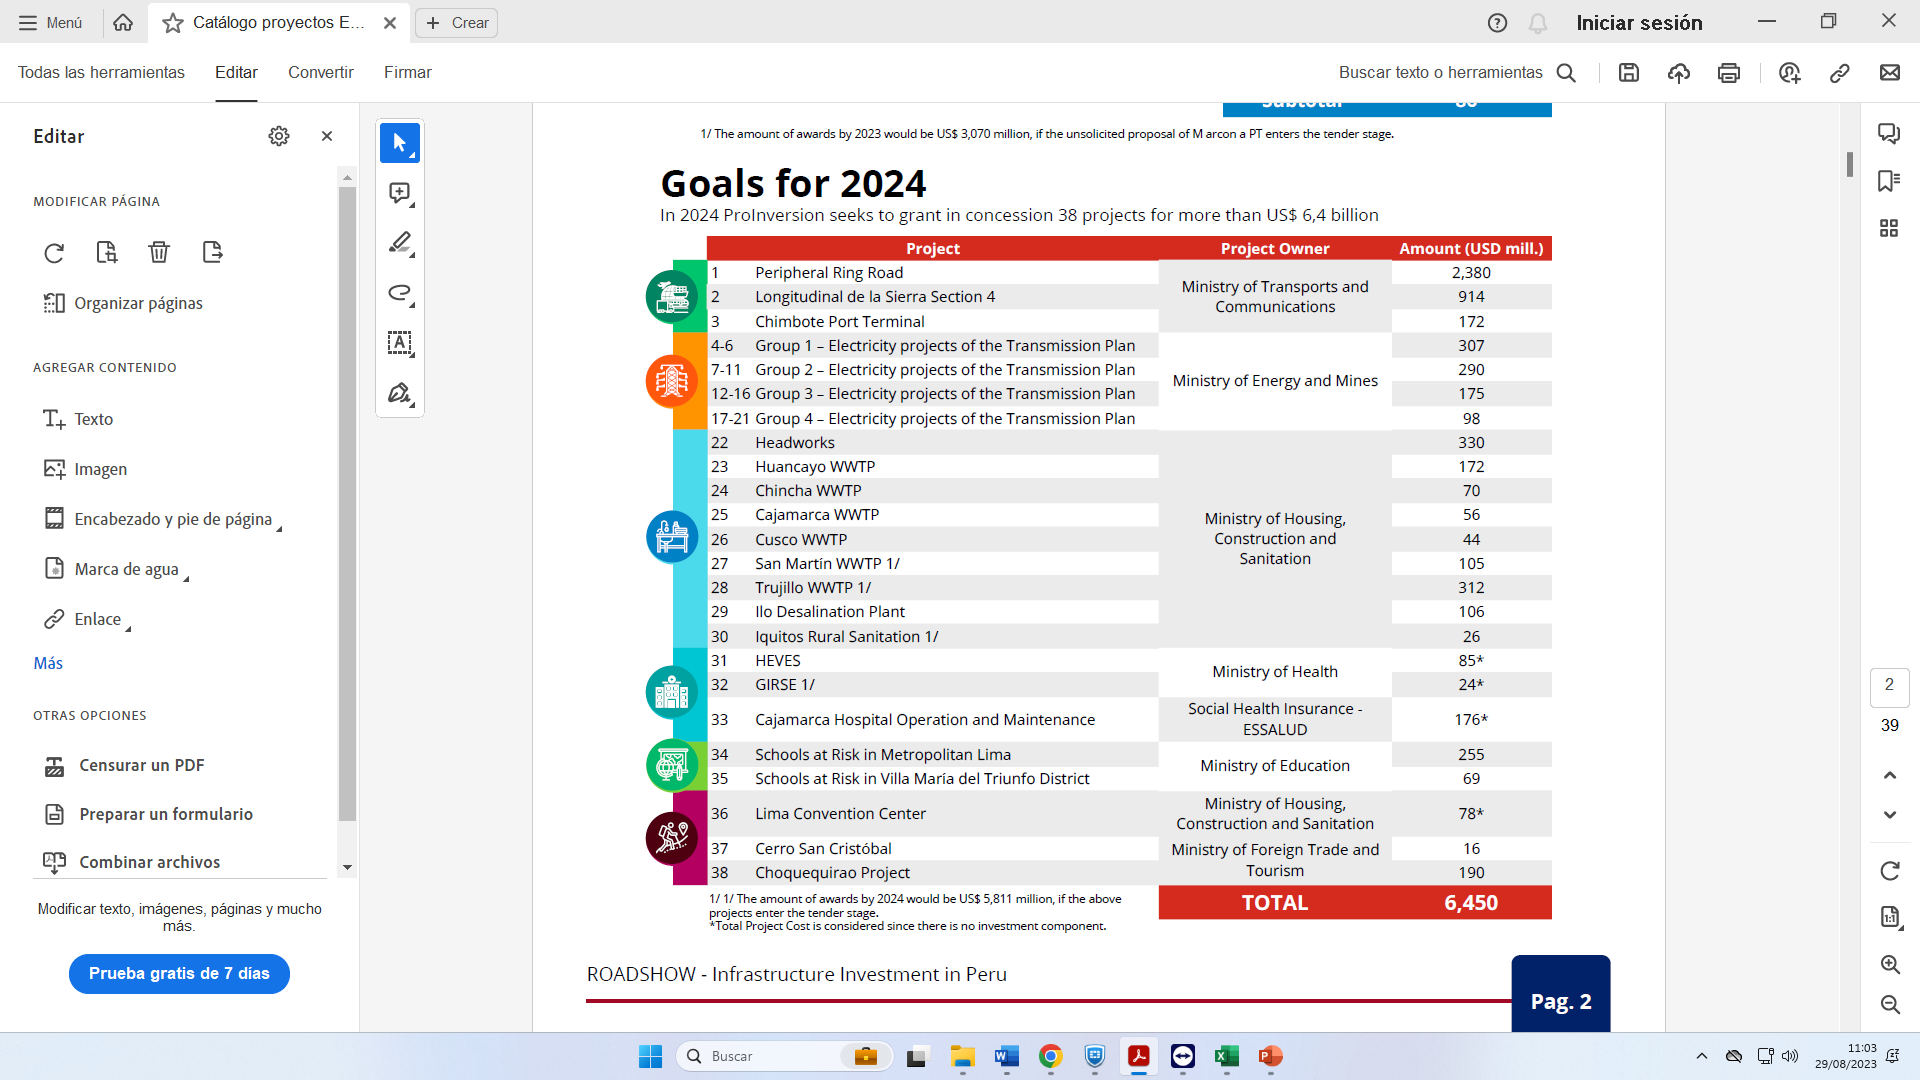 Menú
Catálogo proyectos E...
Crear
Iniciar sesión
Todas las herramientas
Editar
Convertir
Firmar
Buscar texto o herramientas
Editar
MODIFICAR PÁGINA
Organizar páginas
AGREGAR CONTENIDO
Texto
Imagen
Encabezado y pie de página
Marca de agua
Enlace
Más
OTRAS OPCIONES
Censurar un PDF
Preparar un formulario
Combinar archivos
Modificar texto, imágenes, páginas y mucho
más.
Prueba gratis de 7 días
Subtotal 80
1/ The amount of awards by 2023 would be US$ 3,070 million, if the unsolicited proposal of M arcon a PT enters the tender stage.
Goals for 2024
In 2024 ProInversion seeks to grant in concession 38 projects for more than US$ 6,4 billion
Project Project Owner Amount (USD mill.)
1 Peripheral Ring Road 2,380
Ministry of Transports and
Communications
2 Longitudinal de la Sierra Section 4 914
3 Chimbote Port Terminal 172
4-6 Group 1 – Electricity projects of the Transmission Plan 307
7-11 Group 2 – Electricity projects of the Transmission Plan 290
Ministry of Energy and Mines
12-16 Group 3 – Electricity projects of the Transmission Plan 175
17-21 Group 4 – Electricity projects of the Transmission Plan 98
22 Headworks 330
23 Huancayo WWTP 172
24 Chincha WWTP 70
25 Cajamarca WWTP 56
Ministry of Housing,
Construction and
Sanitation
26 Cusco WWTP 44
27 San Martín WWTP 1/ 105
28 Trujillo WWTP 1/ 312
29 Ilo Desalination Plant 106
30 Iquitos Rural Sanitation 1/ 26
31 HEVES 85*
Ministry of Health
32 GIRSE 1/ 24*
33 Cajamarca Hospital Operation and Maintenance 176*
Social Health Insurance -
ESSALUD
34 Schools at Risk in Metropolitan Lima 255
Ministry of Education
35 Schools at Risk in Villa María del Triunfo District 69
36 Lima Convention Center 78*
Ministry of Housing,
Construction and Sanitation
37 Cerro San Cristóbal 16
Ministry of Foreign Trade and
Tourism
38 Choquequirao Project 190
TOTAL 6,450
1/ 1/ The amount of awards by 2024 would be US$ 5,811 million, if the above
projects enter the tender stage.
*Total Project Cost is considered since there is no investment component.
ROADSHOW - Infrastructure Investment in Peru
Pag. 2
2
39
Buscar
11:03
29/08/2023